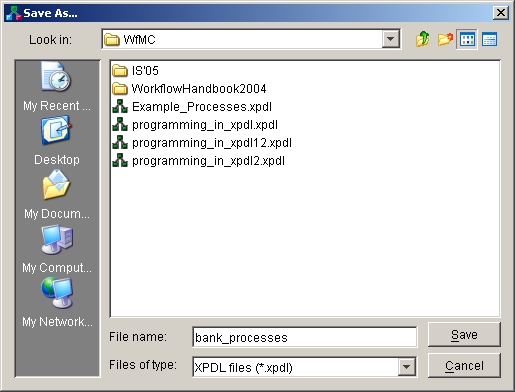 Save As...
Look in: WfMC
My Recent ...
Desktop
My Docum...
My Comput...
My Network...
IS'05
WorkflowHandbook2004
Example_Processes.xpdl
programming_in_xpdl.xpdl
programming_in_xpdl12.xpdl
programming_in_xpdl2.xpdl
File name: bank_processes Save
Files of type: XPDL files (*.xpdl) Cancel